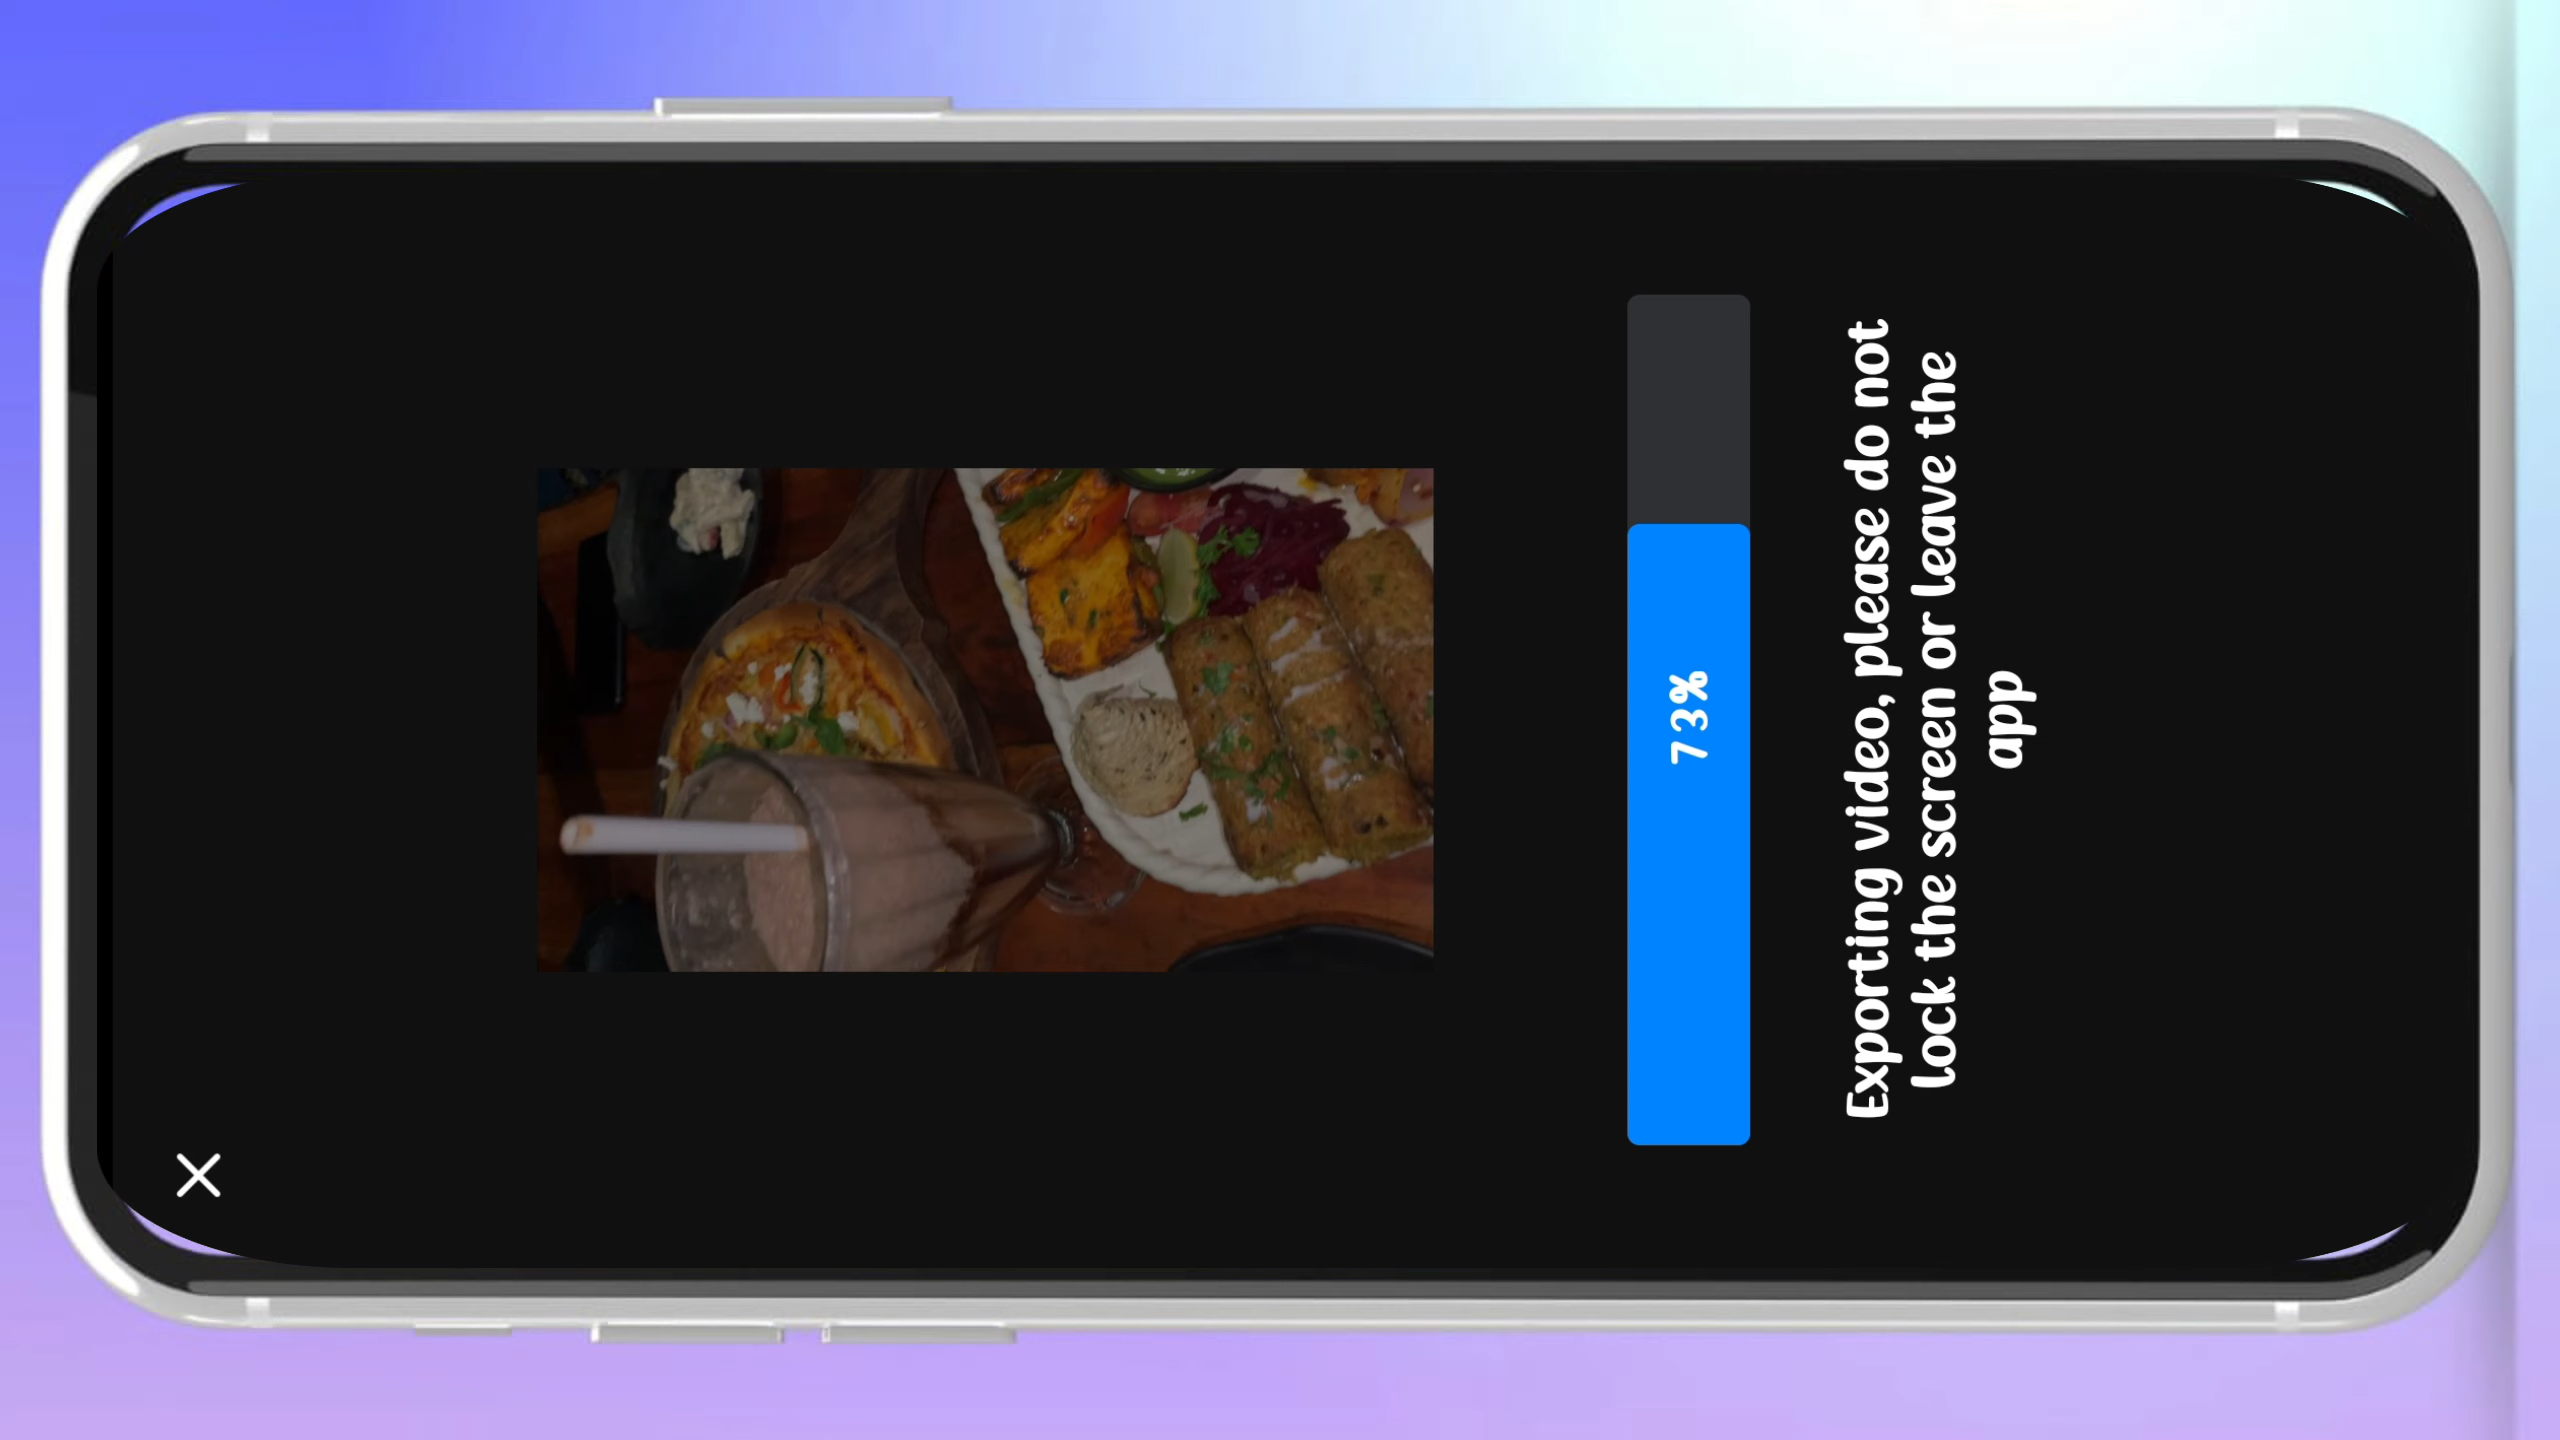 73%
Exporting video, please do not
lock the screen or leave the
app